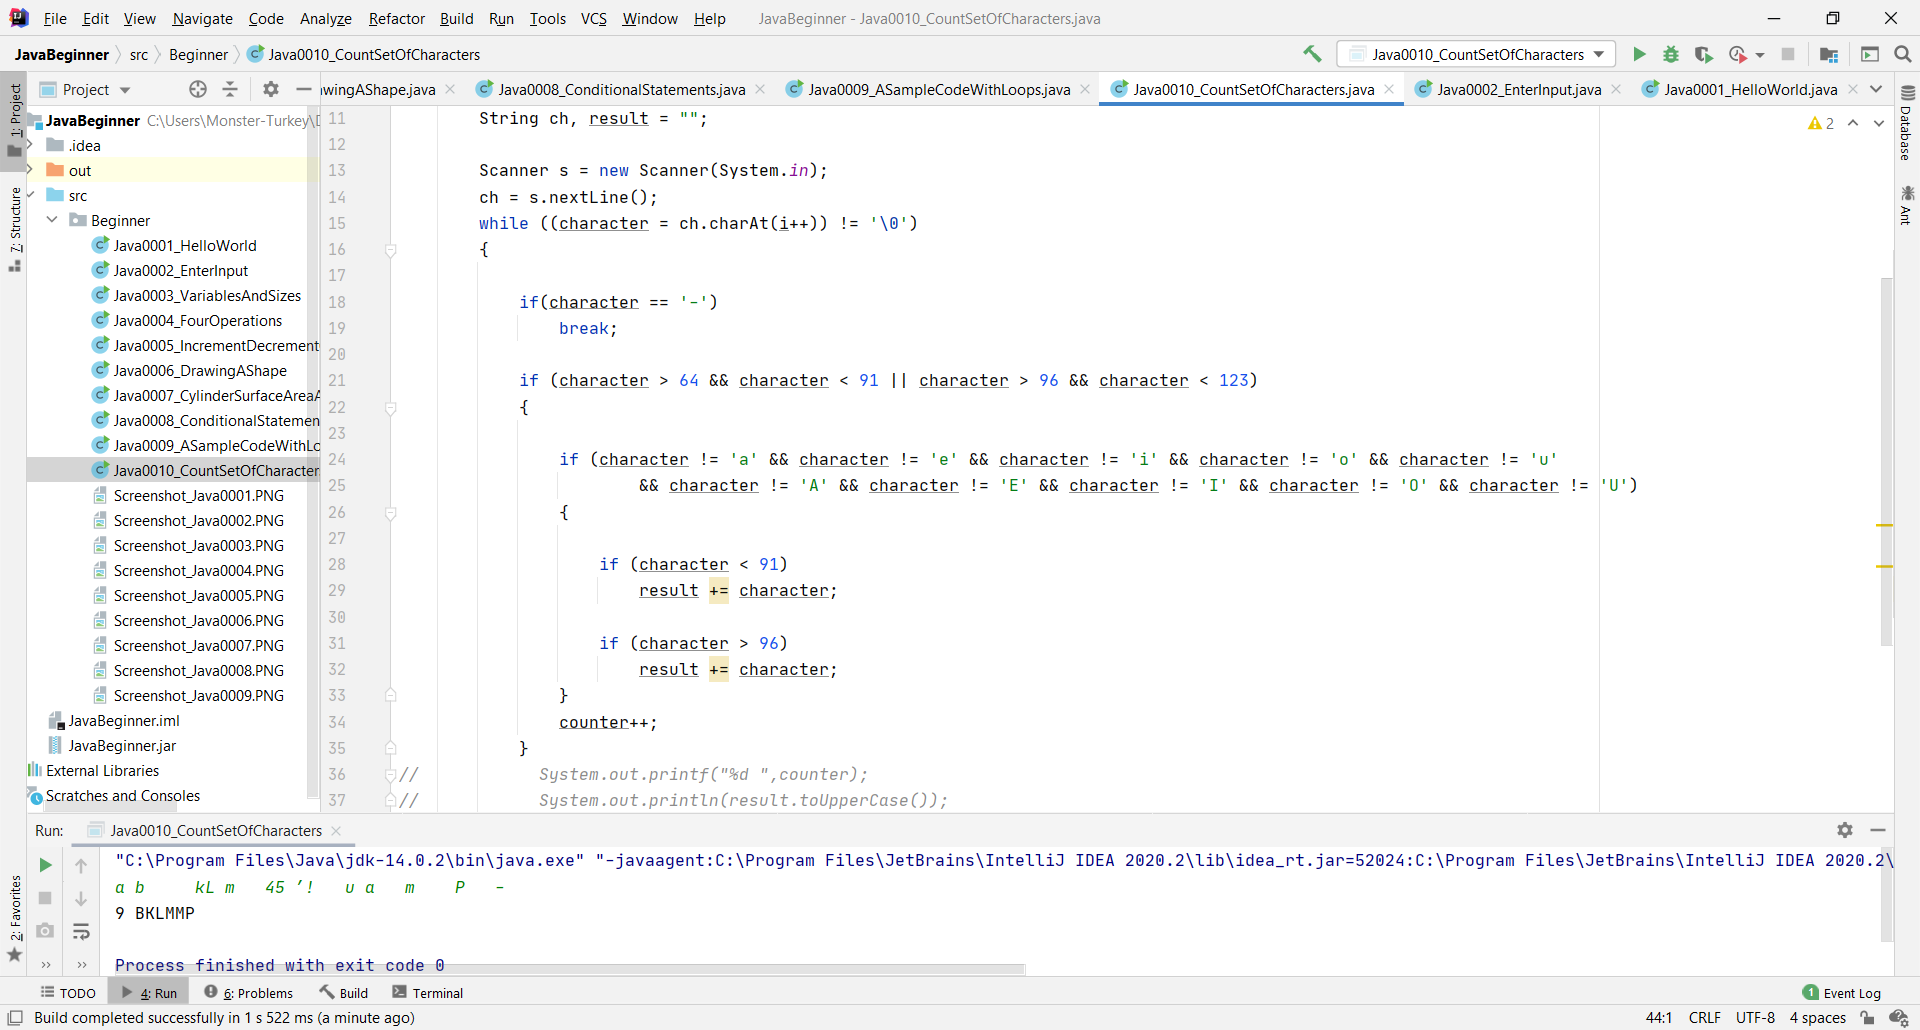 File Edit View Navigate Code Analyze Refactor Build Run Tools VCS Window Help JavaBeginner - Java0010_CountSetOfCharacters.java
JavaBeginner src Beginner Java0010_CountSetOfCharacters Java0010_CountSetOfCharacters
Project wingAShape.java Java0008_ConditionalStatements.java Java0009_ASampleCodeWithLoops.java Java0010_CountSetOfCharacters.java Java0002_EnterInput.java Java0001_HelloWorld.java
1: Project
7: Structure
2: Favorites
JavaBeginner C:\Users\Monster-Turkey\
.idea
out
src
Beginner
Java0001_HelloWorld
Java0002_EnterInput
Java0003_VariablesAndSizes
Java0004_FourOperations
Java0005_IncrementDecrement
Java0006_DrawingAShape
Java0007_CylinderSurfaceAreaA
Java0008_ConditionalStatemen
Java0009_ASampleCodeWithLo
Java0010_CountSetOfCharacter
Screenshot_Java0001.PNG
Screenshot_Java0002.PNG
Screenshot_Java0003.PNG
Screenshot_Java0004.PNG
Screenshot_Java0005.PNG
Screenshot_Java0006.PNG
Screenshot_Java0007.PNG
Screenshot_Java0008.PNG
Screenshot_Java0009.PNG
JavaBeginner.iml
JavaBeginner.jar
External Libraries
Scratches and Consoles
11 String ch, result = "";
12
13 Scanner s = new Scanner(System.in);
14 ch = s.nextLine();
15 while ((character = ch.charAt(i++)) != '\0')
16 {
17
18 if(character == '-')
19 break;
20
21 if (character > 64 && character < 91 || character > 96 && character < 123)
22 {
23
24 if (character != 'a' && character != 'e' && character != 'i' && character != 'o' && character != 'u'
25 && character != 'A' && character != 'E' && character != 'I' && character != 'O' && character != 'U')
26 {
27
28 if (character < 91)
29 result += character;
30
31 if (character > 96)
32 result += character;
33 }
34 counter++;
35 }
36 // System.out.printf("%d ",counter);
37 // System.out.println(result.toUpperCase());
2
Database
Ant
Run: Java0010_CountSetOfCharacters
"C:\Program Files\Java\jdk-14.0.2\bin\java.exe" "-javaagent:C:\Program Files\JetBrains\IntelliJ IDEA 2020.2\lib\idea_rt.jar=52024:C:\Program Files\JetBrains\IntelliJ IDEA 2020.2\
a b kL m 45 ’! u a m P -
9 BKLMMP
Process finished with exit code 0
TODO 4: Run 6: Problems Build Terminal 1 Event Log
Build completed successfully in 1 s 522 ms (a minute ago) 44:1 CRLF UTF-8 4 spaces